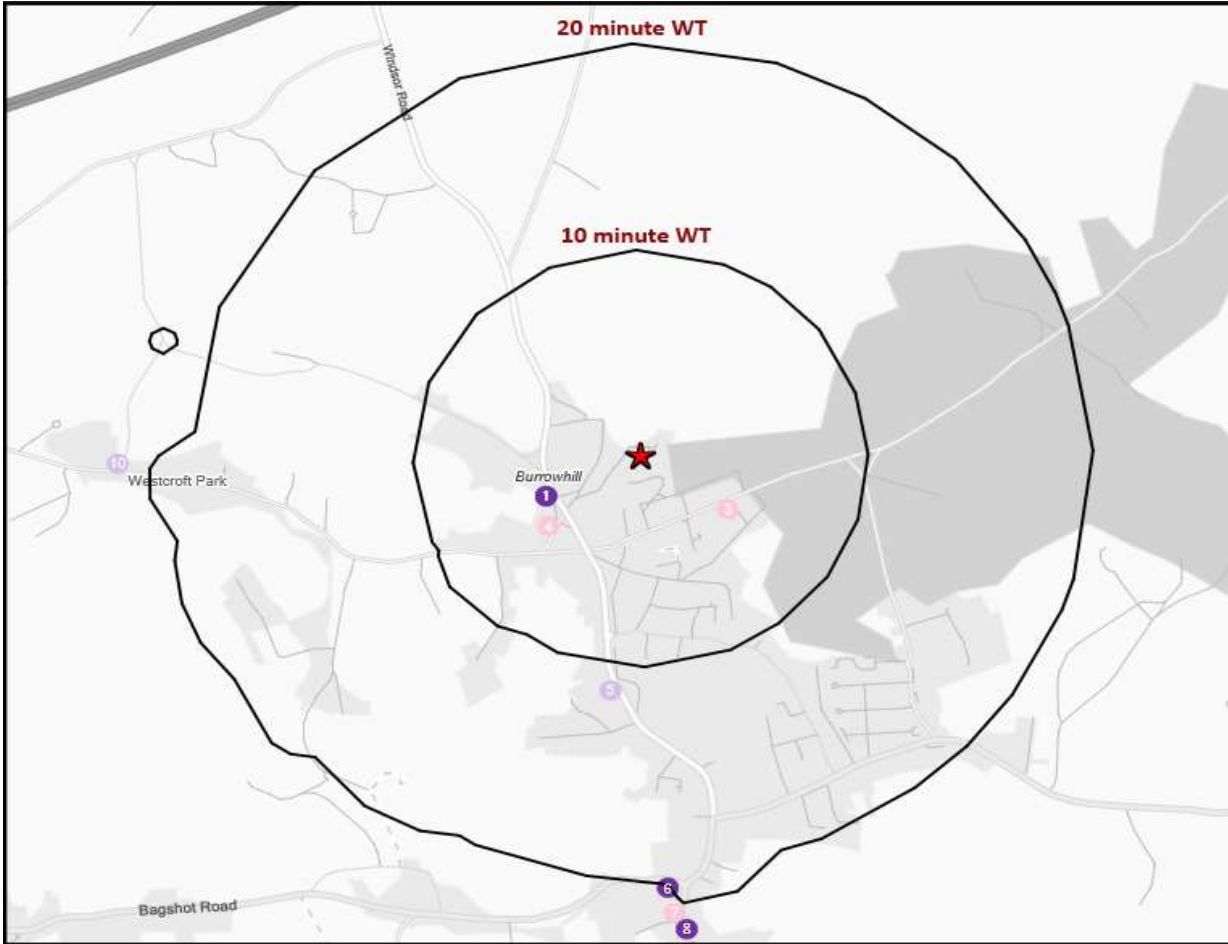 20 minute WT
Windsor Road
10 minute WT
10
Westcroft Park
Burrowhill
1
4
3
5
6
7
8
Bagshot Road